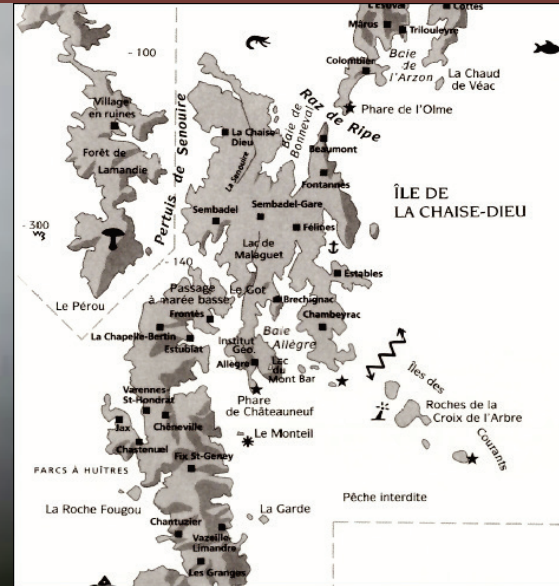 L'Estival
Cottes
Mârus
Trilouleyre
- 100
Colombier
Baie
de
l'Arzon
La Chaud
de Véac
Village
en ruines
Raz de Ripe
Phare de l'Olme
La Chaise-
Dieu
Baie de
Bonneval
Pertuis de Senouire
La Senouire
Beaumont
Forêt de
Lamandie
Fontannes
ÎLE DE
LA CHAISE-DIEU
Sembadel
Sembadel-Gare
- 300
Félines
Lac de
Malaguet
- 140
Estables
Passage
à marée basse
Le Got
Le Pérou
Brechignac
Frontès
Chambeyrac
La Chapelle-Bertin
Baie
Allègre
Estublat
Institut
Géo.
Allègre
Lac
du
Mont Bar
Îles des
Courants
Varennes-
St-Hondrat
Phare
de Châteauneuf
Roches de la
Croix de l'Arbre
Jax
Chéneville
Le Monteil
Chastenuel
Fix St-Geney
PARCS À HUÎTRES
Pêche interdite
La Roche Fougou
La Garde
Chantuzier
Vazeille-
Limandre
Les Granges